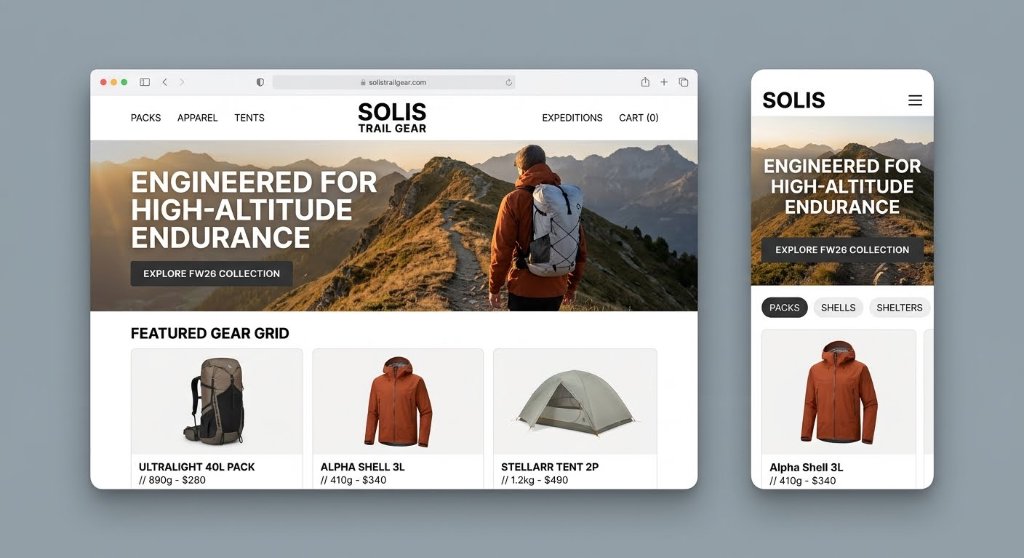 solistrailgear.com
PACKS APPAREL TENTS
SOLIS
TRAIL GEAR
EXPEDITIONS CART (0)
ENGINEERED FOR
HIGH-ALTITUDE
ENDURANCE
EXPLORE FW26 COLLECTION
FEATURED GEAR GRID
ULTRALIGHT 40L PACK
// 890g - $280
ALPHA SHELL 3L
// 410g - $340
STELLARR TENT 2P
// 1.2kg - $490
SOLIS
ENGINEERED FOR
HIGH-ALTITUDE
ENDURANCE
EXPLORE FW26 COLLECTION
PACKS SHELLS SHELTERS
Alpha Shell 3L
// 410g - $340